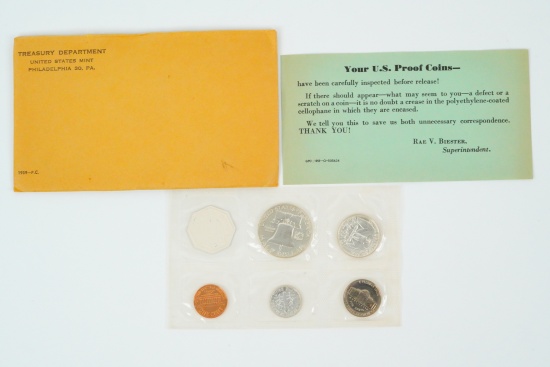 TREASURY DEPARTMENT
UNITED STATES MINT
PHILADELPHIA 30, PA.
1959-P.C.
Your U.S. Proof Coins—
have been carefully inspected before release!
If there should appear—what may seem to you—a defect or a
scratch on a coin—it is no doubt a crease in the polyethylene-coated
cellophane in which they are encased.
We tell you this to save us both unnecessary correspondence.
THANK YOU!
RAE V. BIESTER,
Superintendent.